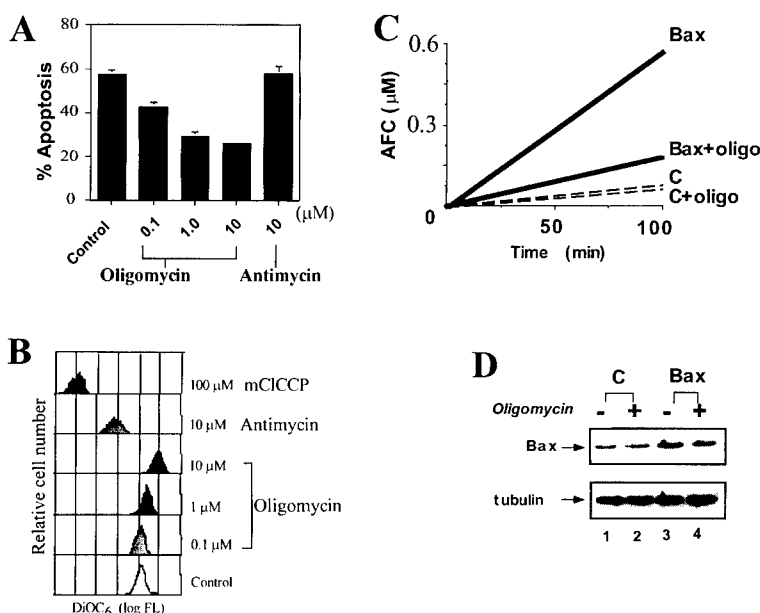 A
% Apoptosis
80
60
40
20
0
Control
0.1
1.0
10
10
(μM)
Oligomycin
Antimycin
B
Relative cell number
100 μM mClCCP
10 μM Antimycin
10 μM
1 μM
0.1 μM
Oligomycin
Control
DiOC6 (log FL)
C
AFC (μM)
0.6
0.3
0
50
100
Time (min)
Bax
Bax+oligo
C
C+oligo
D
C
Bax
Oligomycin - + - +
Bax
tubulin
1 2 3 4